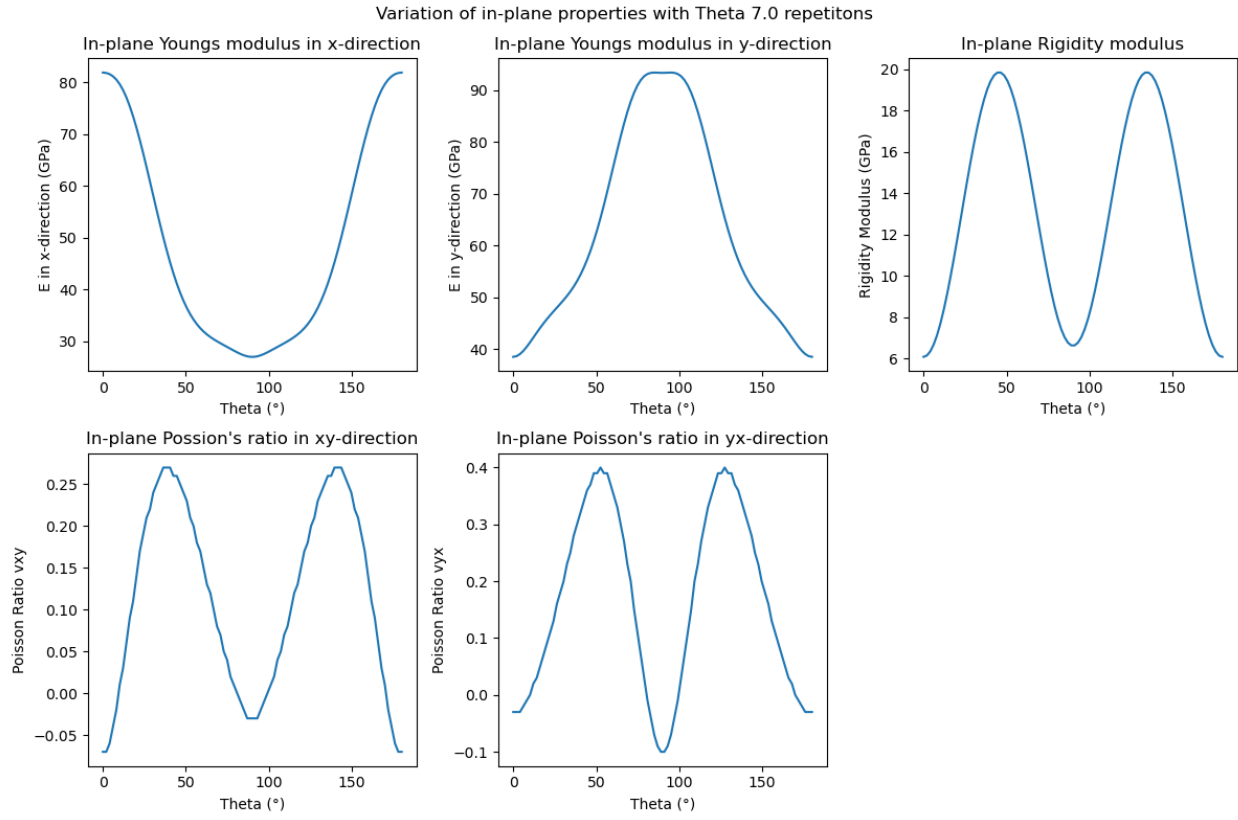 Variation of in-plane properties with Theta 7.0 repetitons
In-plane Youngs modulus in x-direction
E in x-direction (GPa)
80
70
60
50
40
30
0 50 100 150
Theta (°)
In-plane Youngs modulus in y-direction
E in y-direction (GPa)
90
80
70
60
50
40
0 50 100 150
Theta (°)
In-plane Rigidity modulus
Rigidity Modulus (GPa)
20
18
16
14
12
10
8
6
0 50 100 150
Theta (°)
In-plane Possion's ratio in xy-direction
Poisson Ratio vxy
0.25
0.20
0.15
0.10
0.05
0.00
−0.05
0 50 100 150
Theta (°)
In-plane Poisson's ratio in yx-direction
Poisson Ratio vyx
0.4
0.3
0.2
0.1
0.0
−0.1
0 50 100 150
Theta (°)